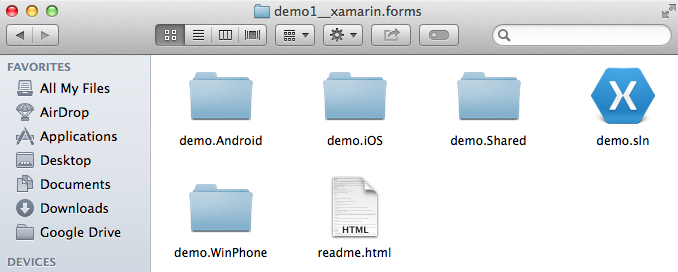 demo1__xamarin.forms
FAVORITES
All My Files
AirDrop
Applications
Desktop
Documents
Downloads
Google Drive
DEVICES
demo.Android
demo.iOS
demo.Shared
X
demo.sln
demo.WinPhone
HTML
readme.html